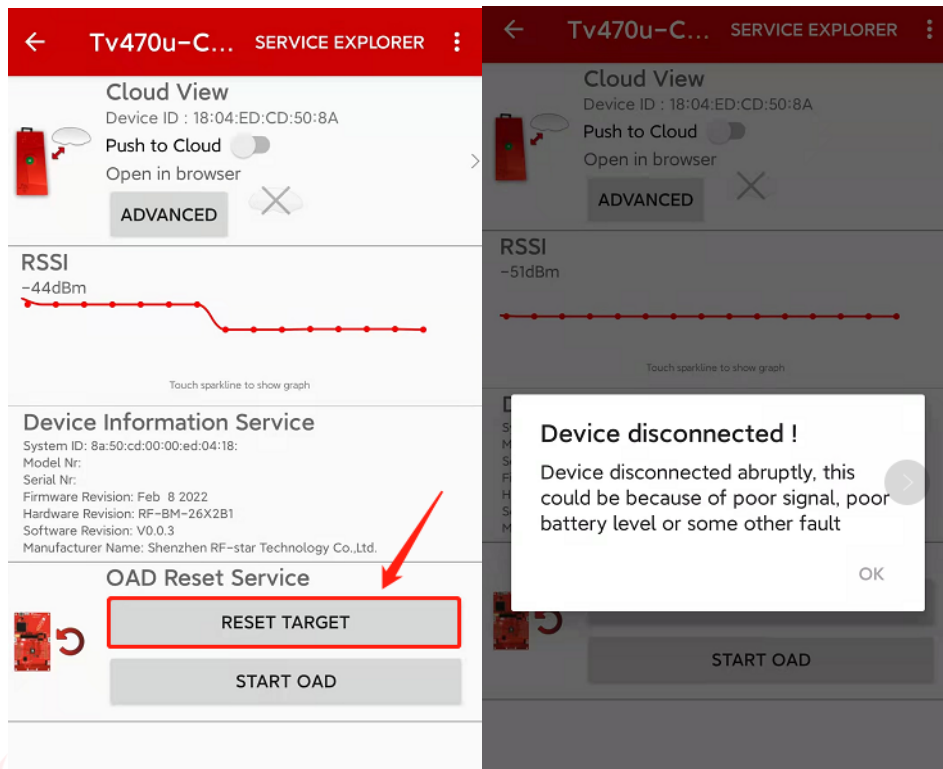 Tv470u-C... SERVICE EXPLORER
Cloud View
Device ID : 18:04:ED:CD:50:8A
Push to Cloud
Open in browser
ADVANCED
RSSI
-44dBm
Touch sparkline to show graph
Device Information Service
System ID: 8a:50:cd:00:00:ed:04:18:
Model Nr:
Serial Nr:
Firmware Revision: Feb 8 2022
Hardware Revision: RF-BM-26X2B1
Software Revision: V0.0.3
Manufacturer Name: Shenzhen RF-star Technology Co.,Ltd.
OAD Reset Service
RESET TARGET
START OAD
Tv470u-C... SERVICE EXPLORER
Cloud View
Device ID : 18:04:ED:CD:50:8A
Push to Cloud
Open in browser
ADVANCED
RSSI
-51dBm
Touch sparkline to show graph
Device disconnected !
Device disconnected abruptly, this
could be because of poor signal, poor
battery level or some other fault
OK
START OAD